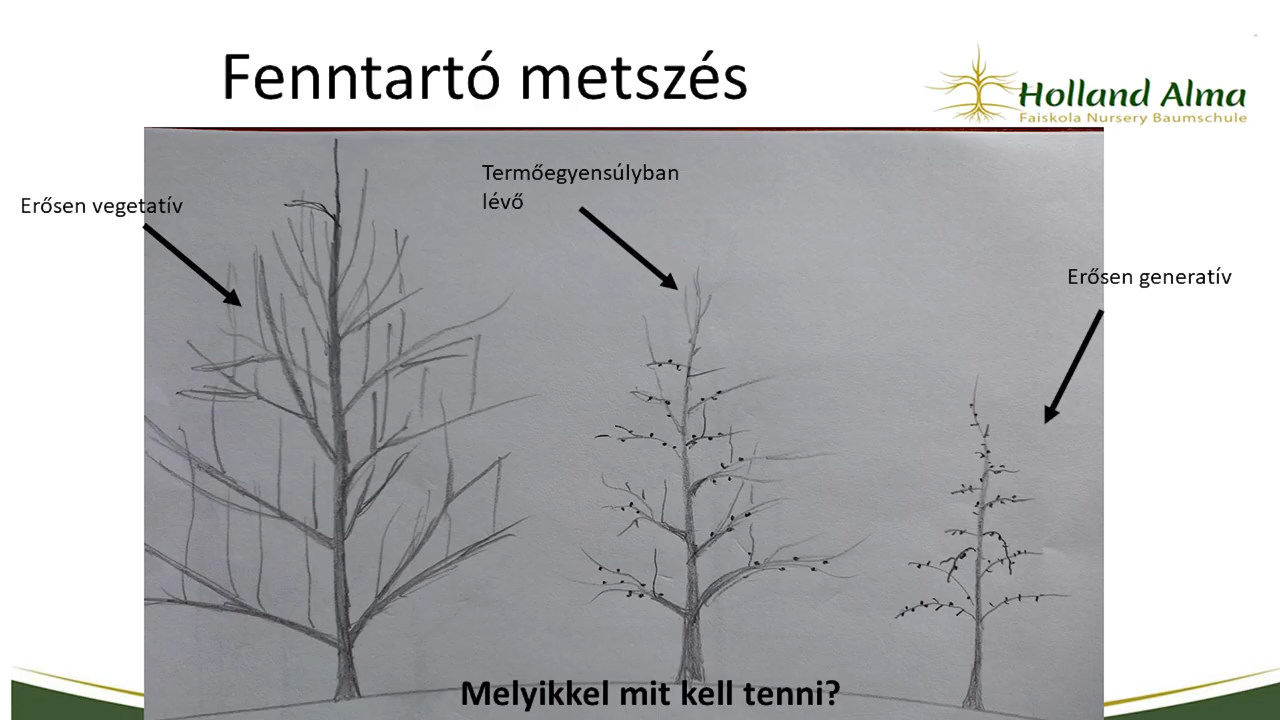 Fenntartó metszés
Holland Alma
Faiskola Nursery Baumschule
Termőegyensúlyban
lévő
Erősen vegetatív
Erősen generatív
Melyikkel mit kell tenni?